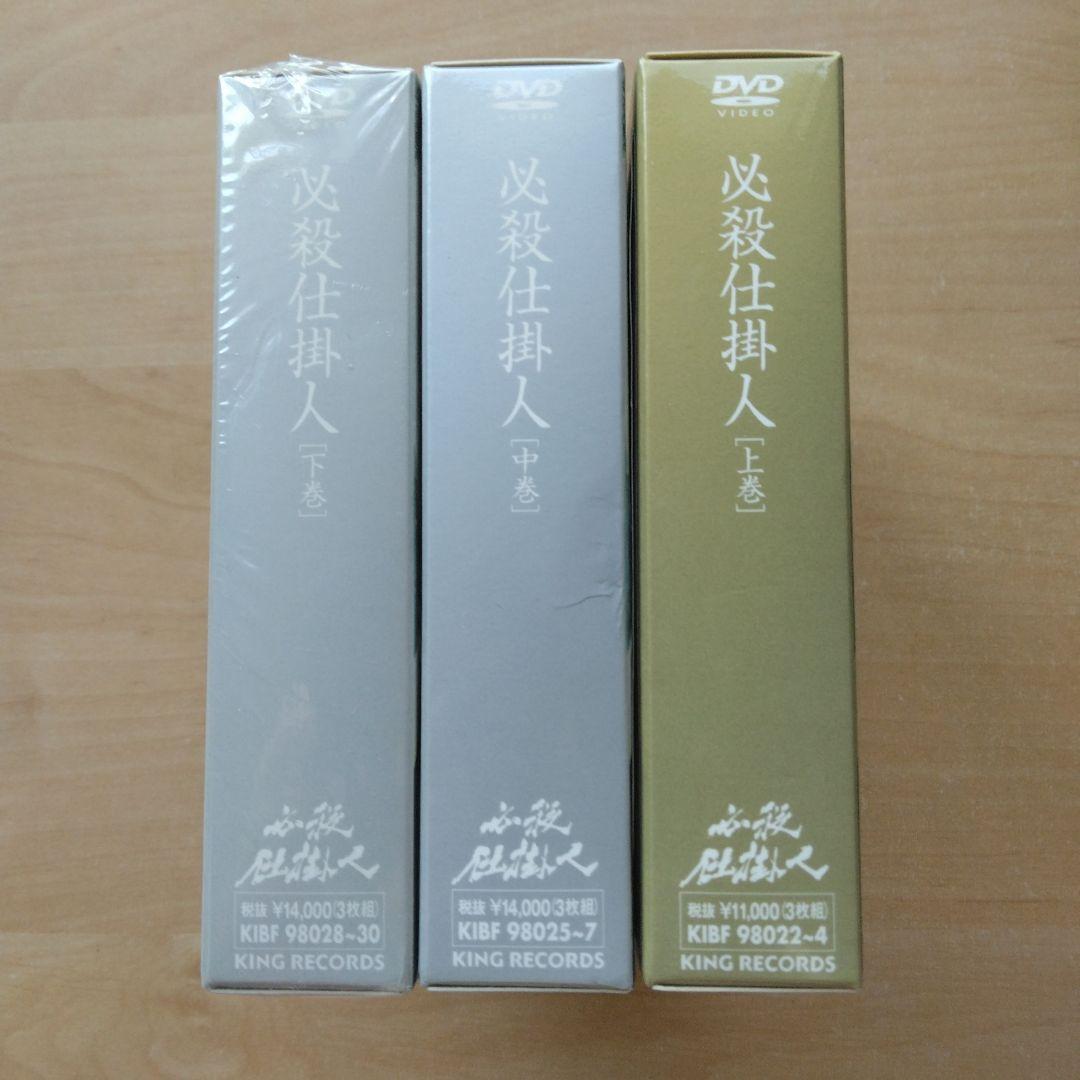 DVD
VIDEO
必殺仕掛人
[下巻]
必殺
仕掛人
税抜 ¥14,000(3枚組)
KIBF 98028~30
KING RECORDS
DVD
VIDEO
必殺仕掛人
[中巻]
必殺
仕掛人
税抜 ¥14,000(3枚組)
KIBF 98025~7
KING RECORDS
DVD
VIDEO
必殺仕掛人
[上巻]
必殺
仕掛人
税抜 ¥11,000(3枚組)
KIBF 98022~4
KING RECORDS